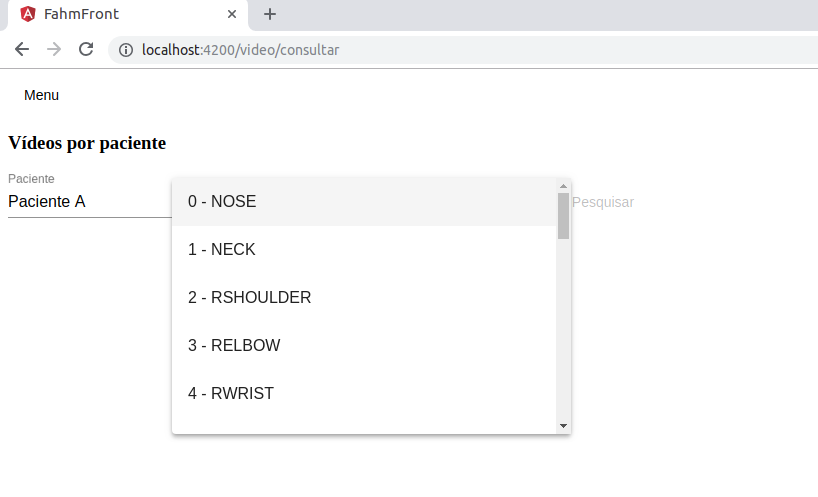 FahmFront
localhost:4200/video/consultar
Menu
Vídeos por paciente
Paciente
Paciente A
0 - NOSE
1 - NECK
2 - RSHOULDER
3 - RELBOW
4 - RWRIST
Pesquisar